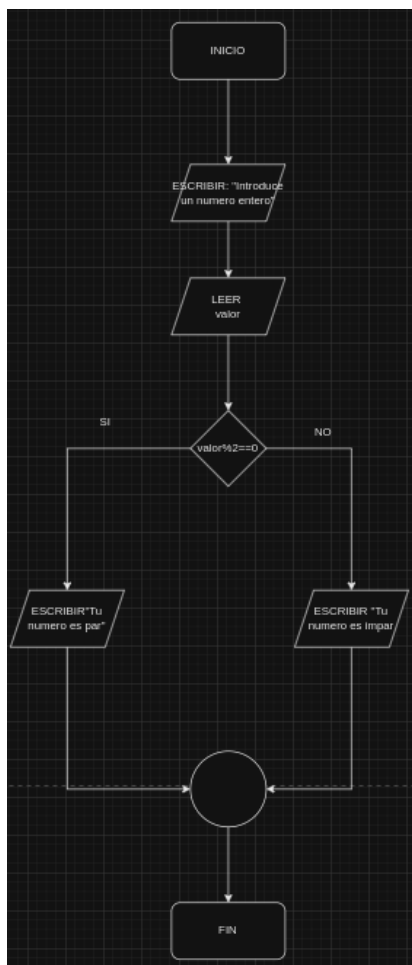 INICIO
ESCRIBIR: "Introduce
un numero entero"
LEER
valor
SI
NO
valor%2==0
ESCRIBIR"Tu
numero es par"
ESCRIBIR "Tu
numero es impar
FIN